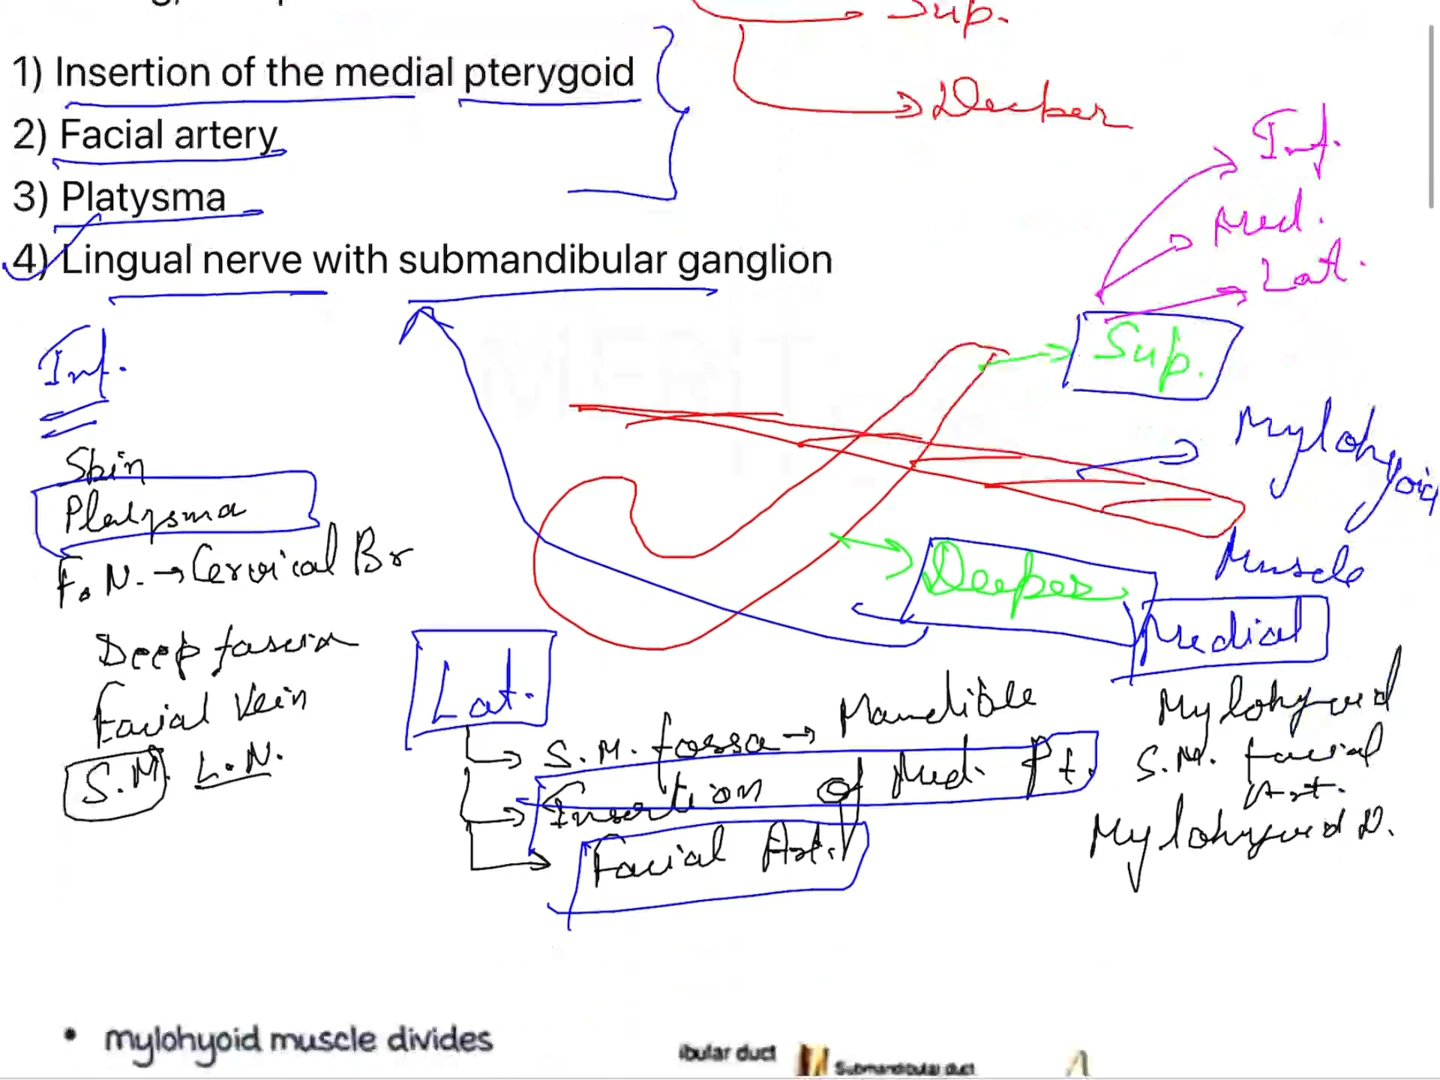 Sup.
Deeper
1) Insertion of the medial pterygoid
2) Facial artery
3) Platysma
4) Lingual nerve with submandibular ganglion
Inf.
Med.
Lat.
Sup.
Mylohyoid
Muscle
Deeper
Inf.
Skin
Platysma
F.N. → Cervical Br
Deep fascia
Facial Vein
S.M. L.N.
Lat.
S.M. fossa → Mandible
Insertion of Med. Pt.
Facial Art.
Medial
Mylohyoid
S.M. facial
Art.
Mylohyoid N.
• mylohyoid muscle divides
ibular duct
Submandibular duct